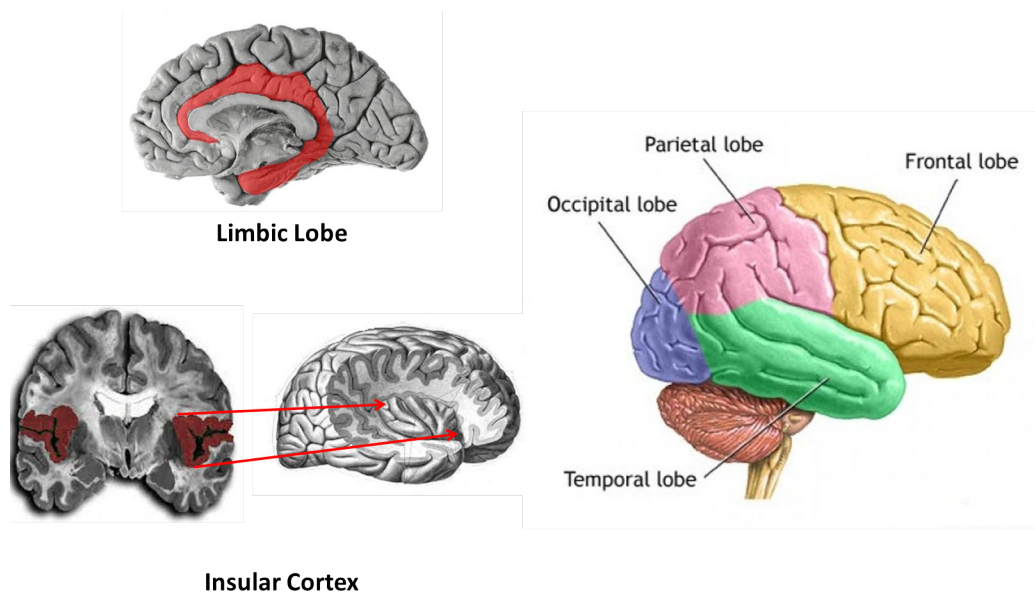 Limbic Lobe
Parietal lobe
Frontal lobe
Occipital lobe
Temporal lobe
Insular Cortex